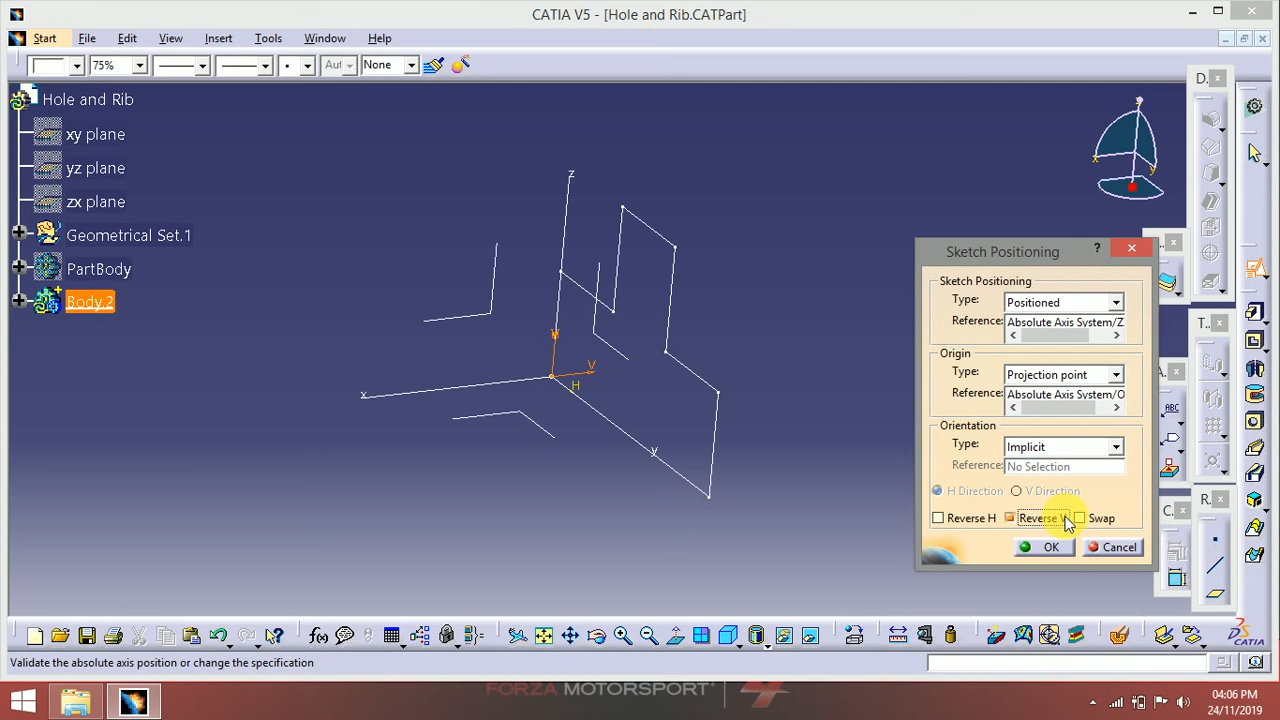 CATIA V5 - [Hole and Rib.CATPart]
Start File Edit View Insert Tools Window Help
75% Aut None D.
Hole and Rib
xy plane
yz plane
zx plane
Geometrical Set.1
PartBody
Body.2
z
x
y
V
H
x
y
Sketch Positioning ?
Sketch Positioning
Type: Positioned
Reference: Absolute Axis System/Z
Origin
Type: Projection point
Reference: Absolute Axis System/O
Orientation
Type: Implicit
Reference: No Selection
H Direction V Direction
Reverse H Reverse Swap
OK Cancel
T..
A.
ABC
C.
R.
f(x)
CATIA
Validate the absolute axis position or change the specification
FORZA MOTORSPORT 4
04:06 PM
24/11/2019